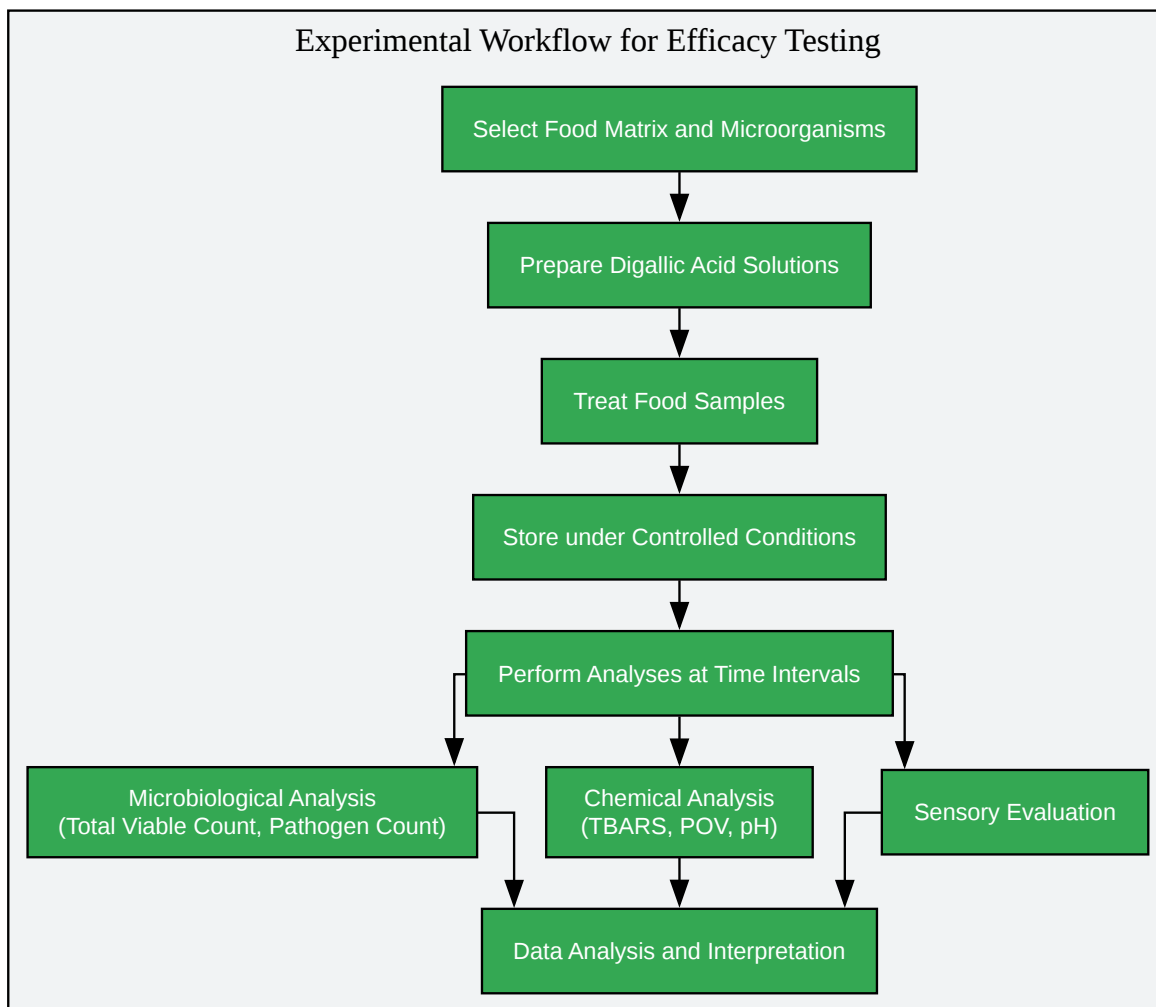 Experimental Workflow for Efficacy Testing
Select Food Matrix and Microorganisms
Prepare Digallic Acid Solutions
Treat Food Samples
Store under Controlled Conditions
Perform Analyses at Time Intervals
Microbiological Analysis
(Total Viable Count, Pathogen Count)
Chemical Analysis
(TBARS, POV, pH)
Sensory Evaluation
Data Analysis and Interpretation